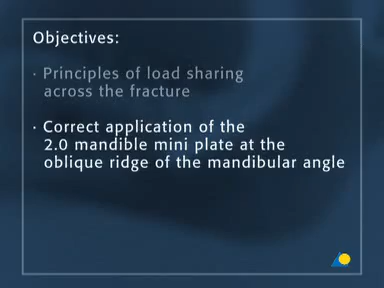 Objectives:
· Principles of load sharing
across the fracture
· Correct application of the
2.0 mandible mini plate at the
oblique ridge of the mandibular angle